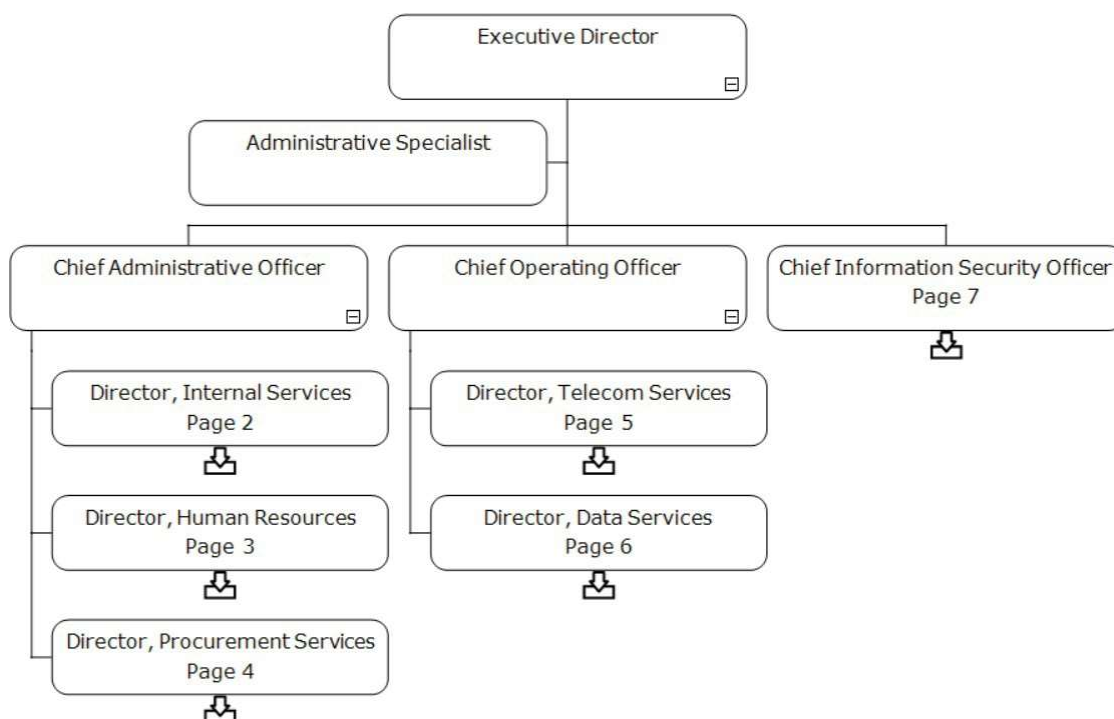 Executive Director
Administrative Specialist
Chief Administrative Officer
Chief Operating Officer
Chief Information Security Officer
Page 7
Director, Internal Services
Page 2
Director, Telecom Services
Page 5
Director, Human Resources
Page 3
Director, Data Services
Page 6
Director, Procurement Services
Page 4